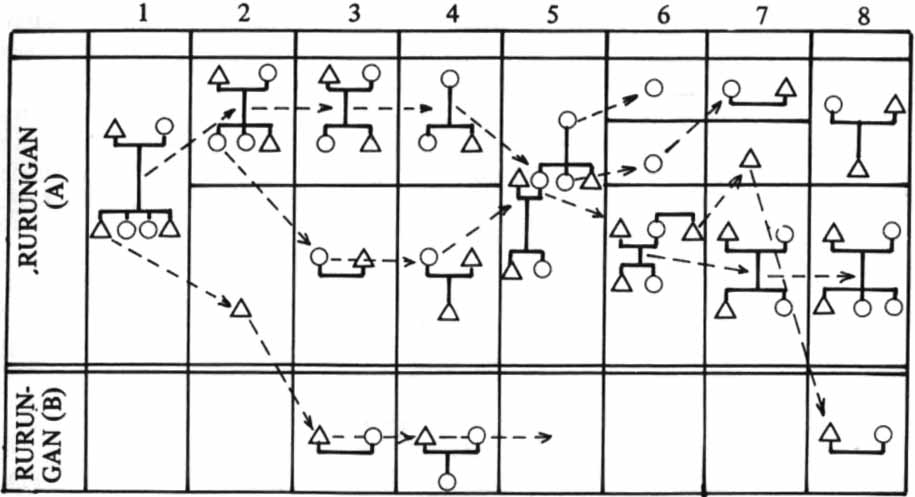 1 2 3 4 5 6 7 8
.RURUNGAN
(A)
RURUN-
GAN (B)